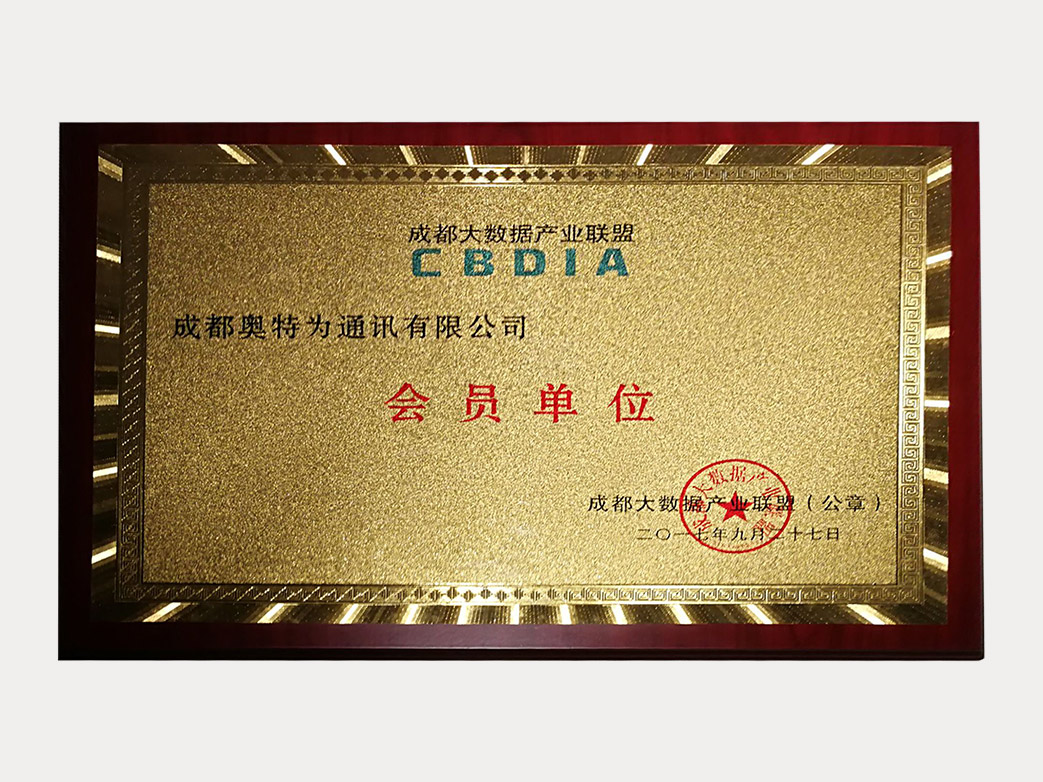 成都大数据产业联盟
CBDIA
成都奥特为通讯有限公司
会员单位
成都大数据产业联盟（公章）
二〇一七年九月二十七日